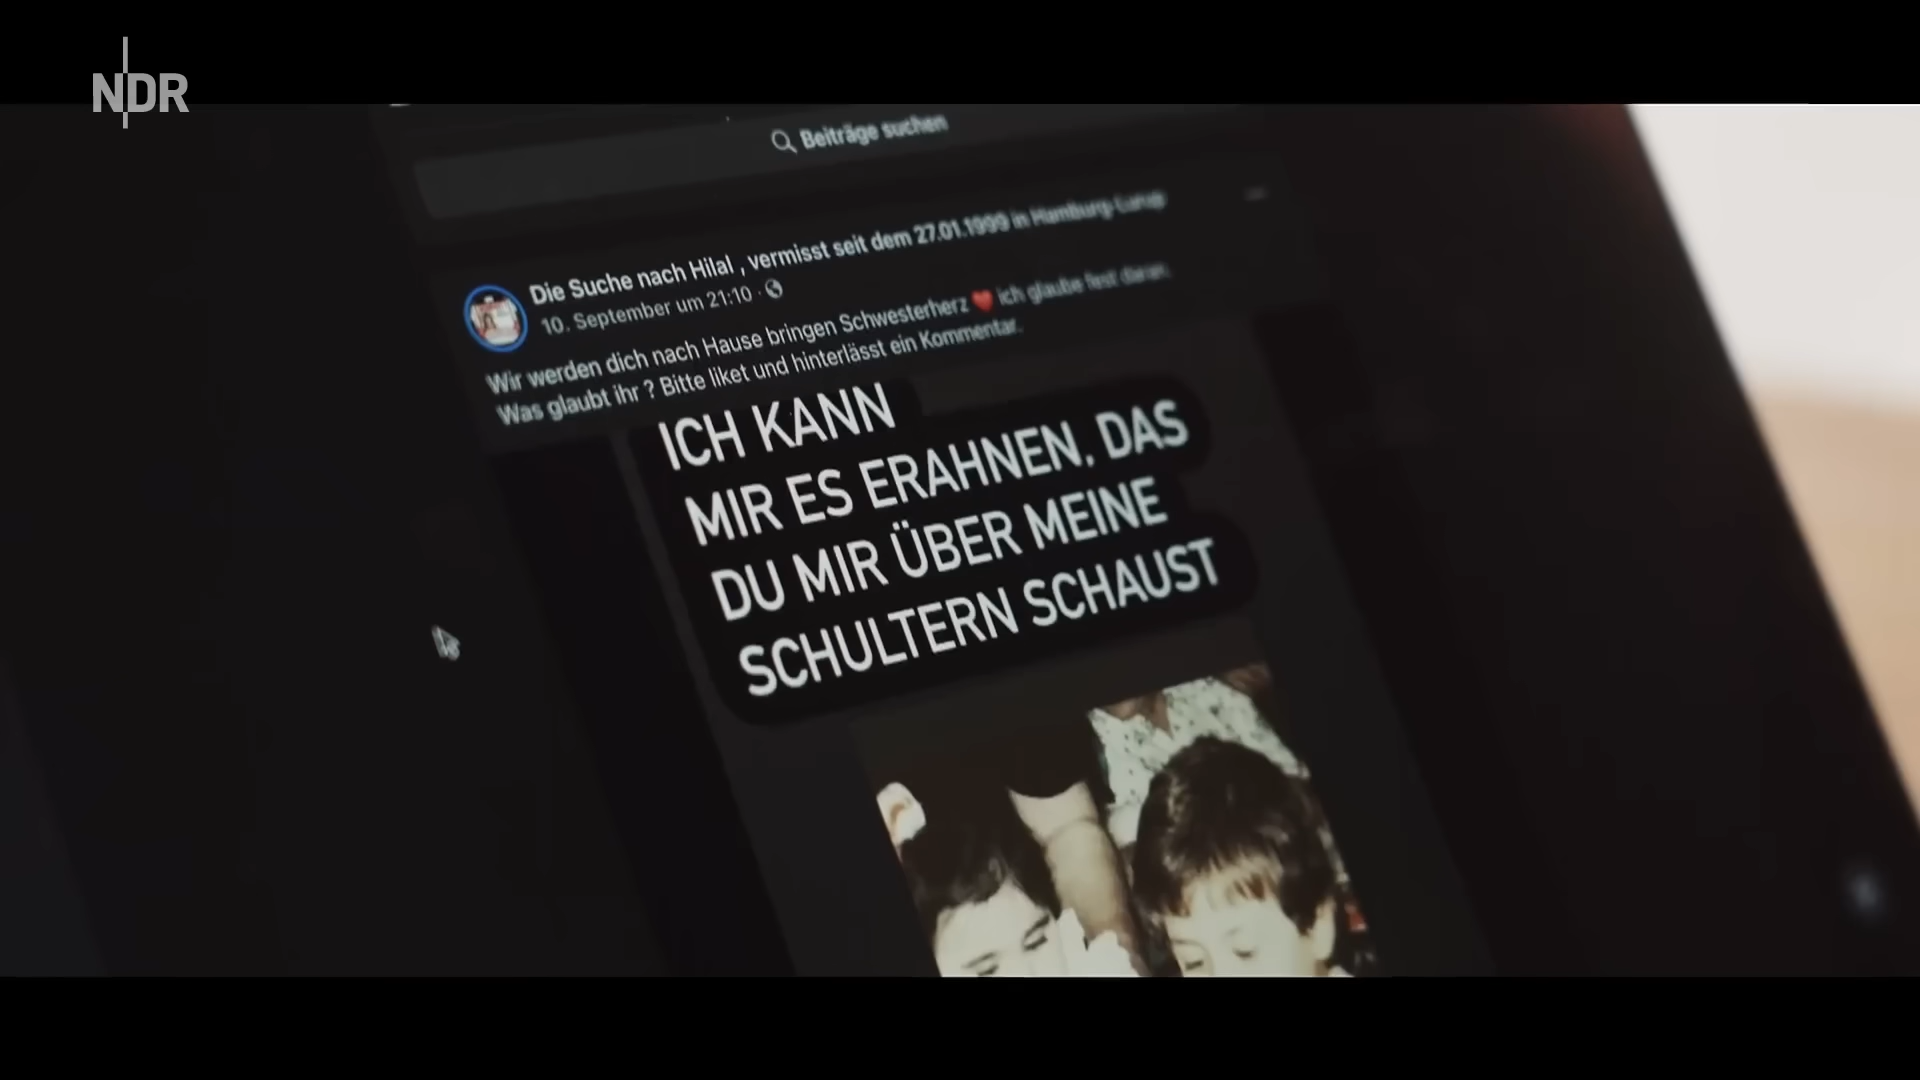 NDR
Beiträge suchen
Die Suche nach Hilal , vermisst seit dem 27.01.1999 in Hamburg-Lurup
10. September um 21:10 ·
Wir werden dich nach Hause bringen Schwesterherz ❤️ ich glaube fest daran.
Was glaubt ihr ? Bitte liket und hinterlässt ein Kommentar.
ICH KANN
MIR ES ERAHNEN, DAS
DU MIR ÜBER MEINE
SCHULTERN SCHAUST